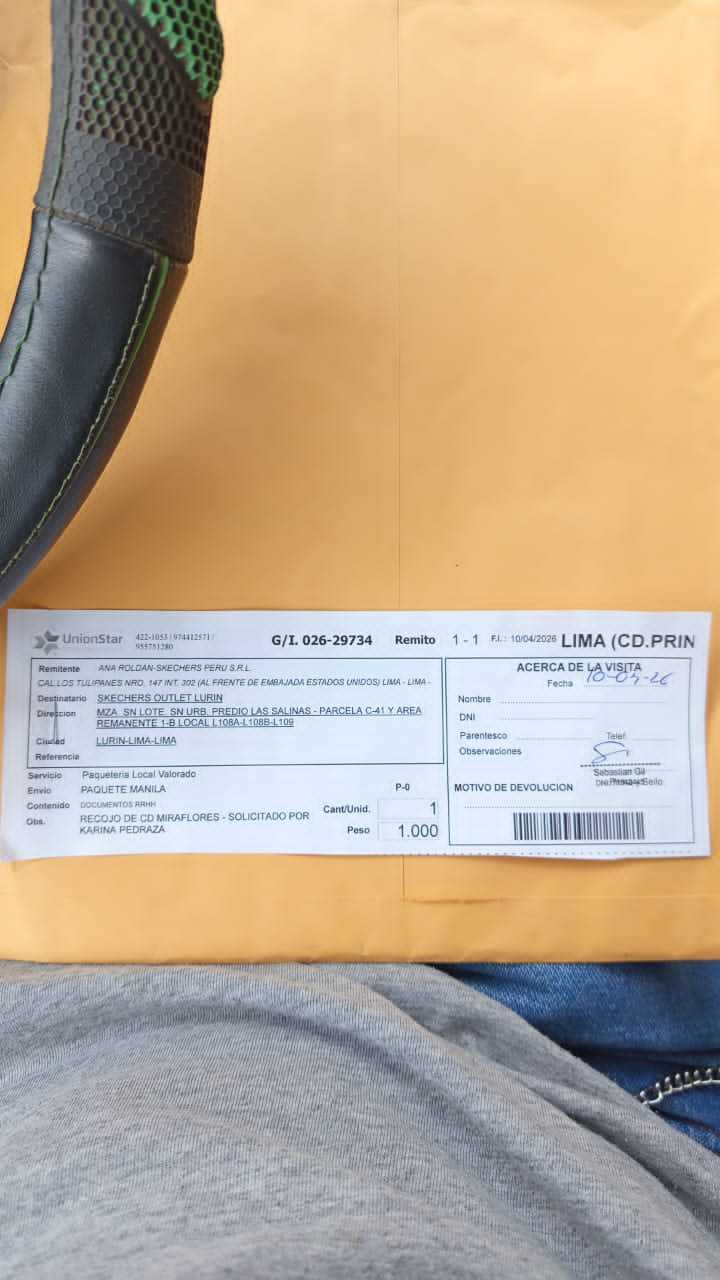 UnionStar 422-1053 | 974412571 / G/I. 026-29734 Remito 1 - 1 F.I.: 10/04/2026 LIMA (CD.PRIN
955751280
Remitente ANA ROLDAN-SKECHERS PERU S.R.L.
CAL.LOS TULIPANES NRO. 147 INT. 302 (AL FRENTE DE EMBAJADA ESTADOS UNIDOS) LIMA - LIMA -
Destinatario SKECHERS OUTLET LURIN
Dirección MZA. SN LOTE. SN URB. PREDIO LAS SALINAS - PARCELA C-41 Y AREA
REMANENTE 1-B LOCAL L108A-L108B-L109
Ciudad LURIN-LIMA-LIMA
Referencia
Servicio Paqueteria Local Valorado
Envio PAQUETE MANILA P-0
Contenido DOCUMENTOS RRHH Cant/Unid. 1
Obs. RECOJO DE CD MIRAFLORES - SOLICITADO POR
KARINA PEDRAZA Peso 1.000
ACERCA DE LA VISITA
Fecha 10-04-26
Nombre
DNI
Parentesco Telef.
Observaciones
Sebastian Gil
Sello
MOTIVO DE DEVOLUCION